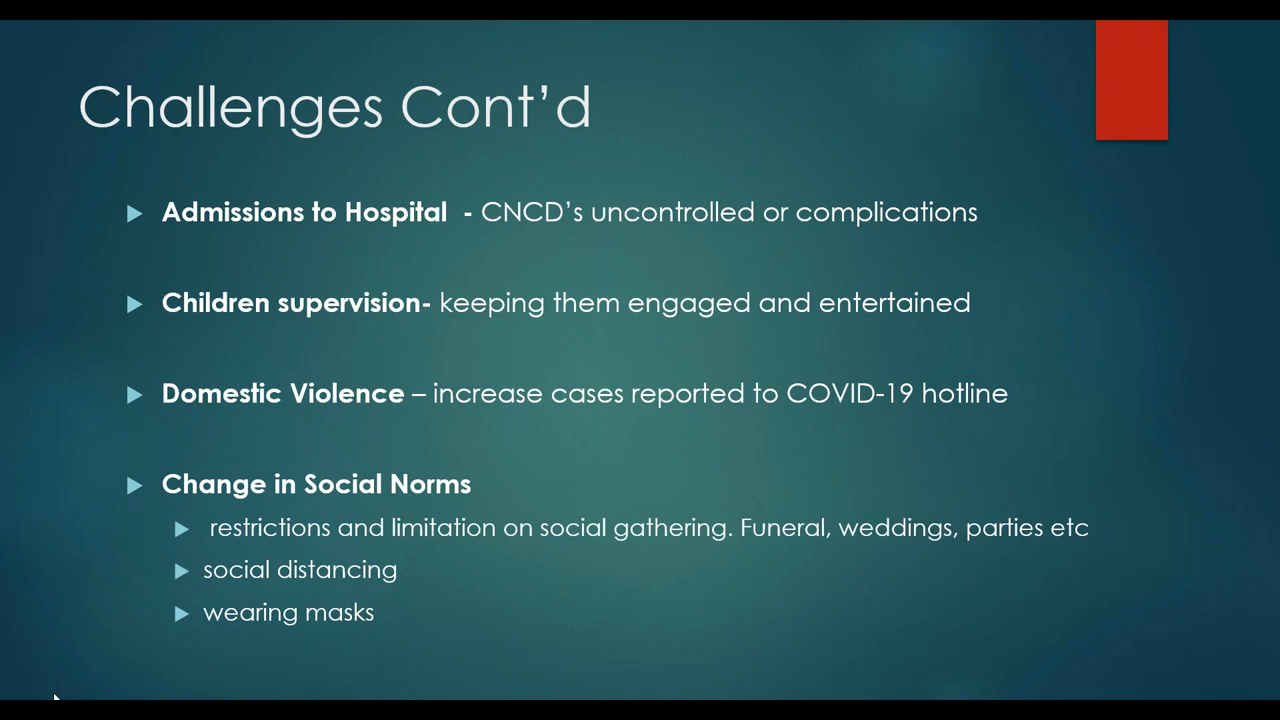 Challenges Cont’d
Admissions to Hospital - CNCD’s uncontrolled or complications
Children supervision- keeping them engaged and entertained
Domestic Violence – increase cases reported to COVID-19 hotline
Change in Social Norms
restrictions and limitation on social gathering. Funeral, weddings, parties etc
social distancing
wearing masks